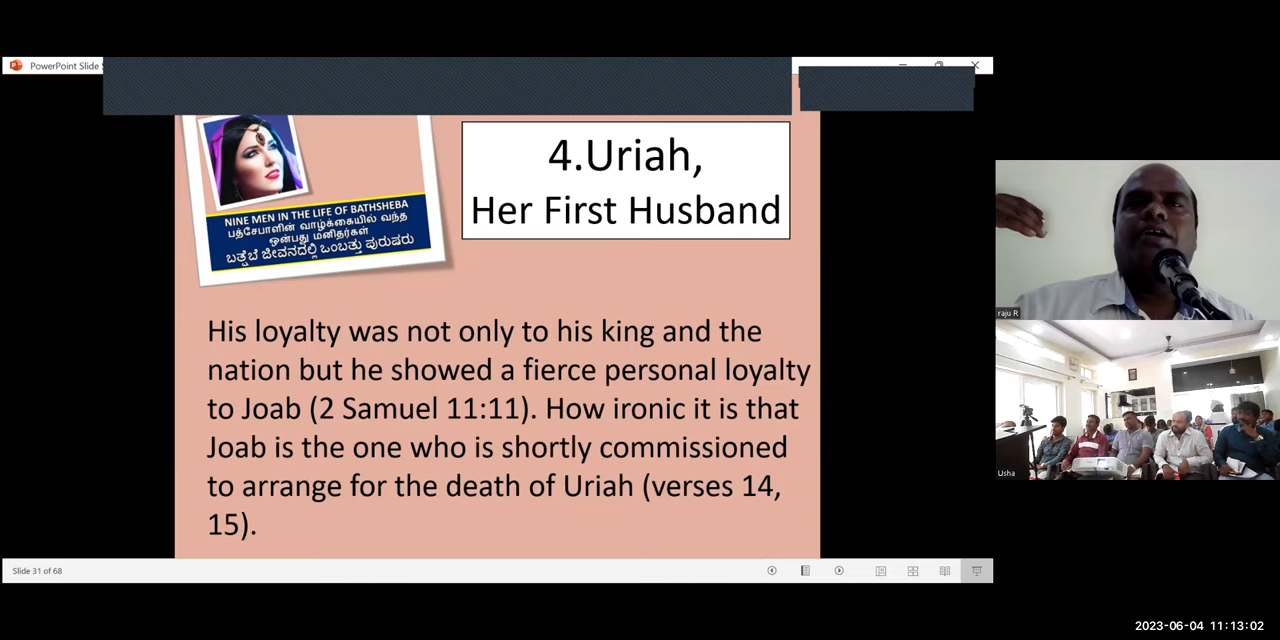 PowerPoint Slide S
NINE MEN IN THE LIFE OF BATHSHEBA
பத்சேபாளின் வாழ்க்கையில் வந்த
ஒன்பது மனிதர்கள்
ಬತ್ಷೆಬೆ ಜೀವನದಲ್ಲಿ ಒಂಬತ್ತು ಪುರುಷರು
4.Uriah,
Her First Husband
His loyalty was not only to his king and the
nation but he showed a fierce personal loyalty
to Joab (2 Samuel 11:11). How ironic it is that
Joab is the one who is shortly commissioned
to arrange for the death of Uriah (verses 14,
15).
Slide 31 of 68
raju R
Usha
2023-06-04 11:13:02